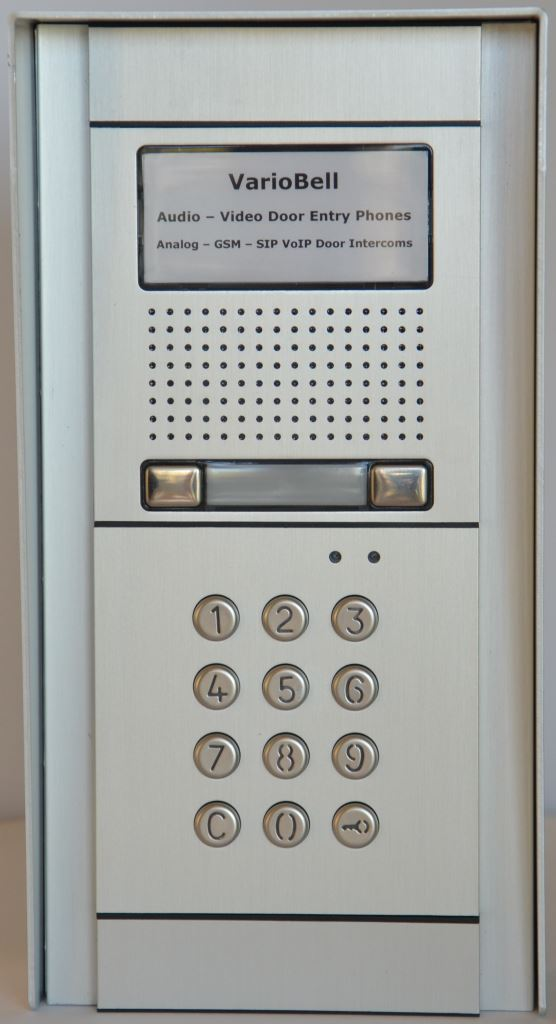 VarioBell
Audio – Video Door Entry Phones
Analog – GSM – SIP VoIP Door Intercoms
1 2 3
4 5 6
7 8 9
C 0